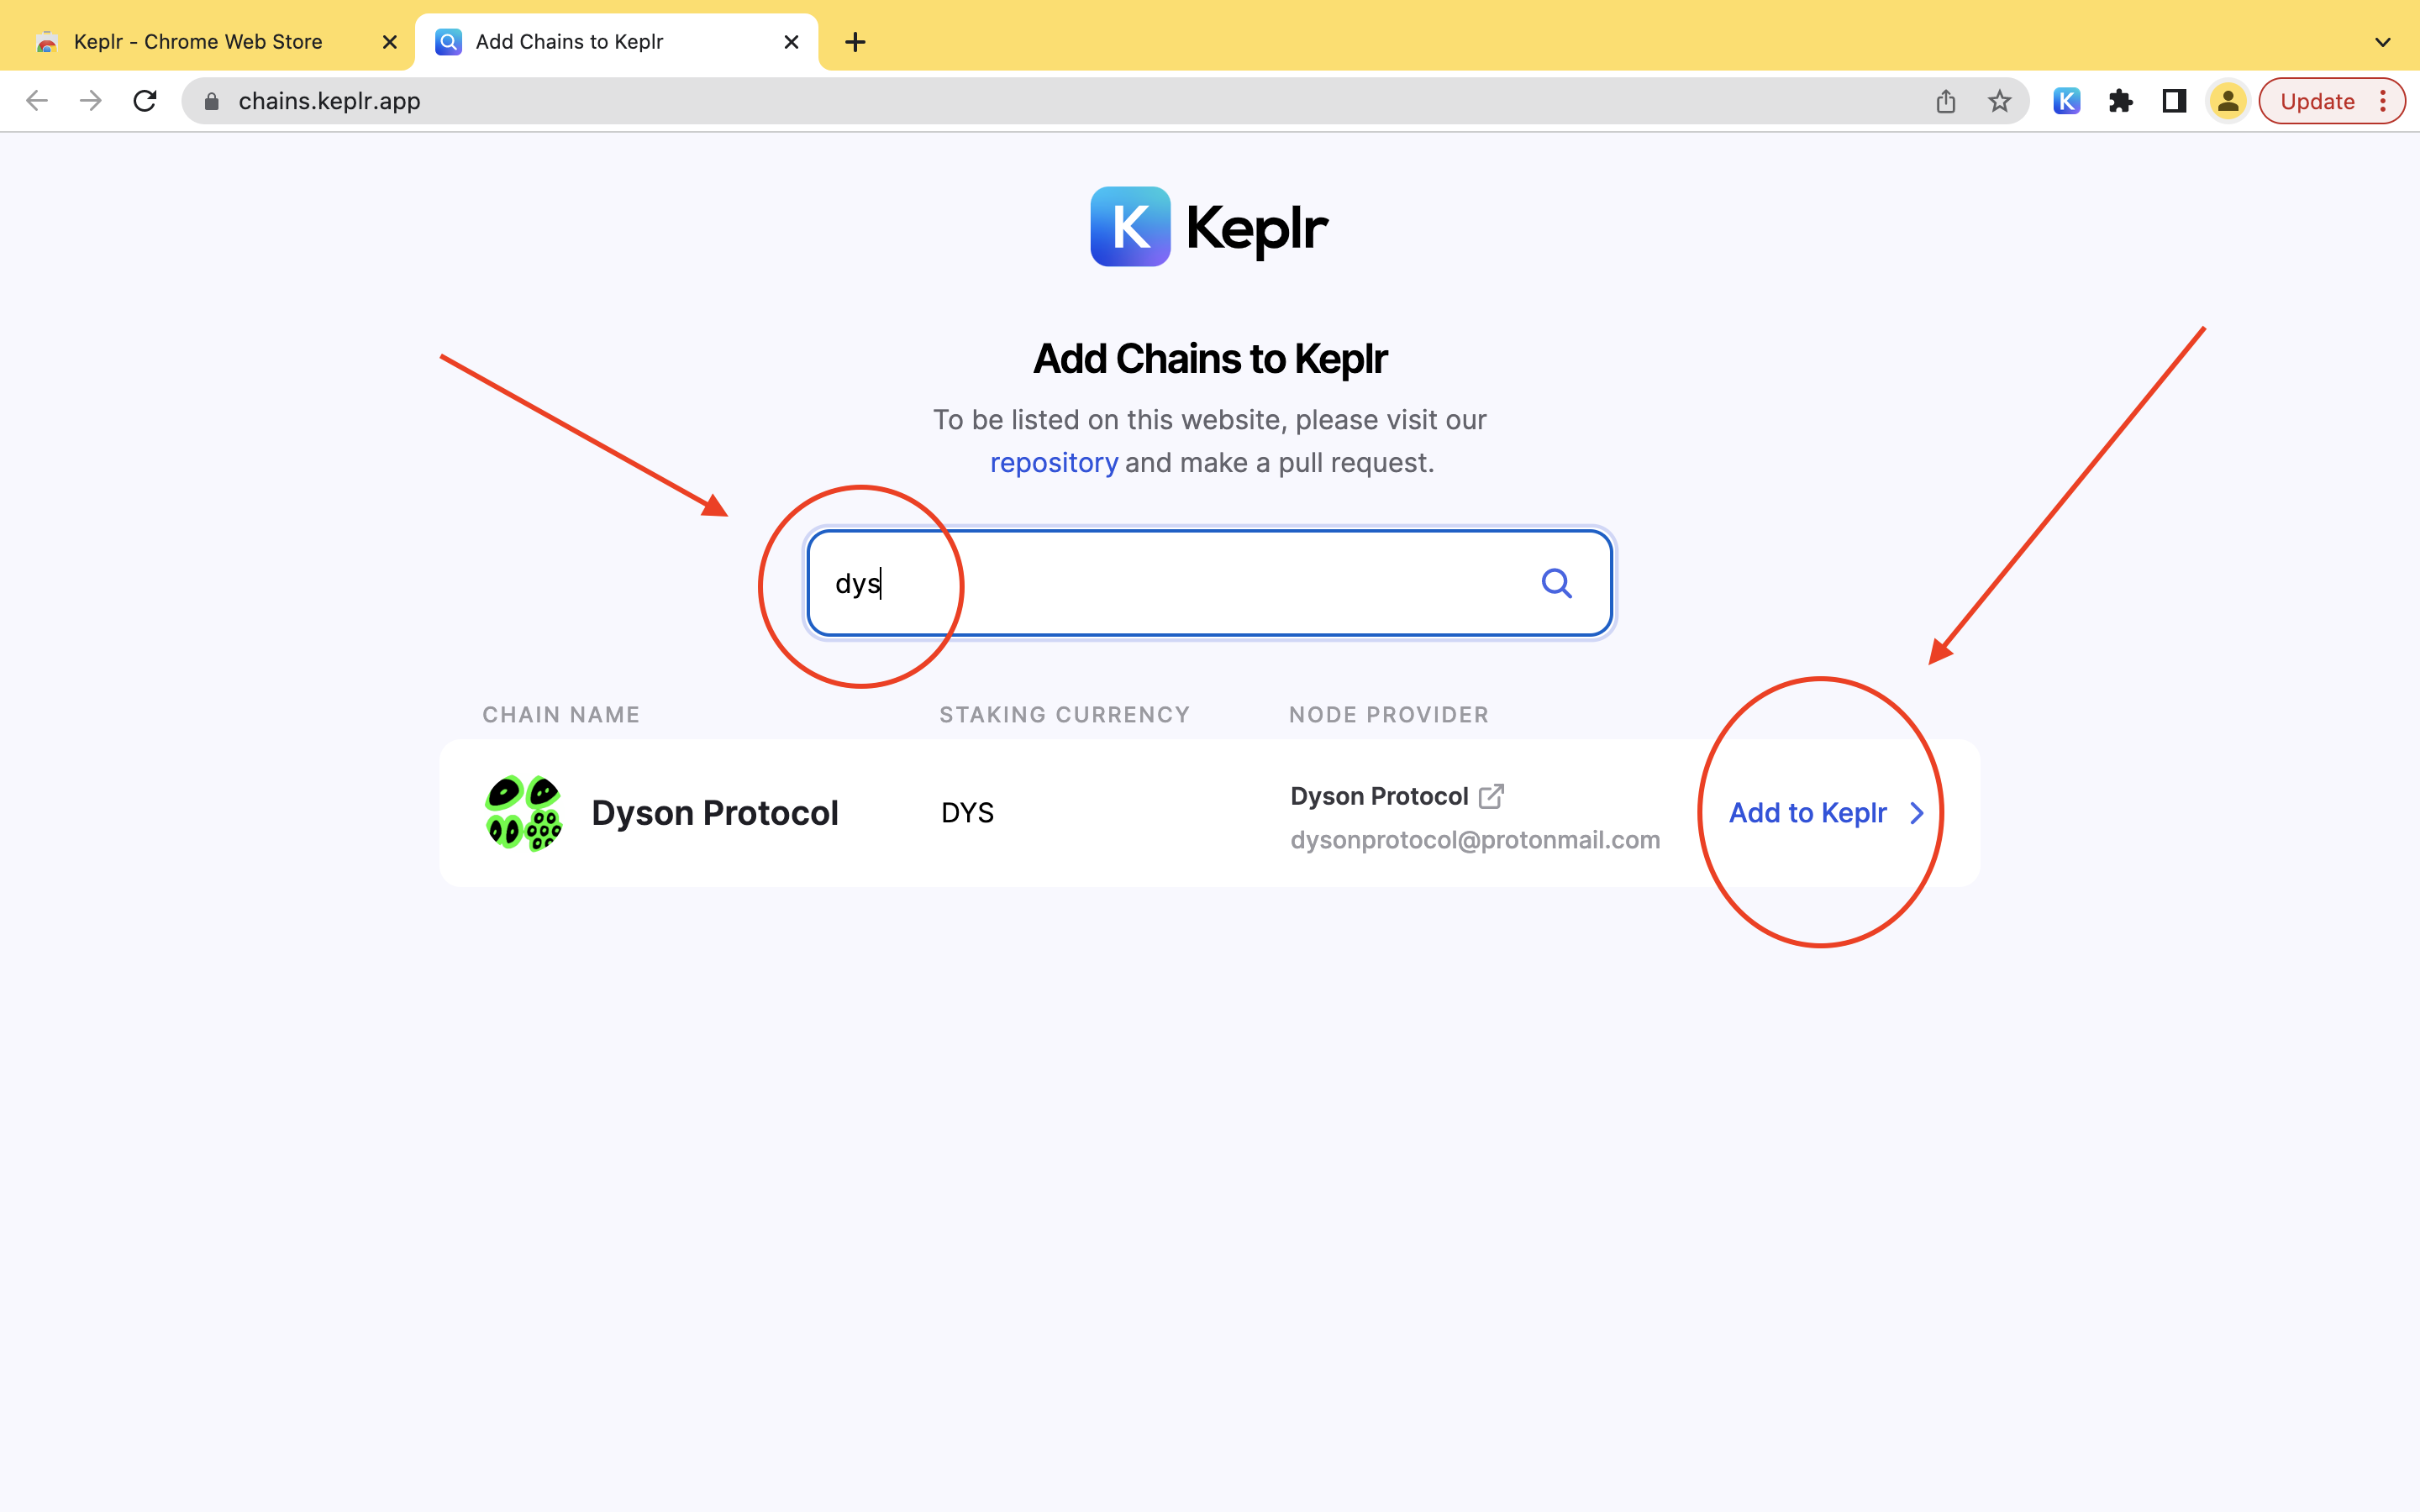 Keplr - Chrome Web Store
Add Chains to Keplr
chains.keplr.app
K
Update
K Keplr
Add Chains to Keplr
To be listed on this website, please visit our
repository and make a pull request.
dys
CHAIN NAME STAKING CURRENCY NODE PROVIDER
Dyson Protocol DYS Dyson Protocol Add to Keplr
dysonprotocol@protonmail.com